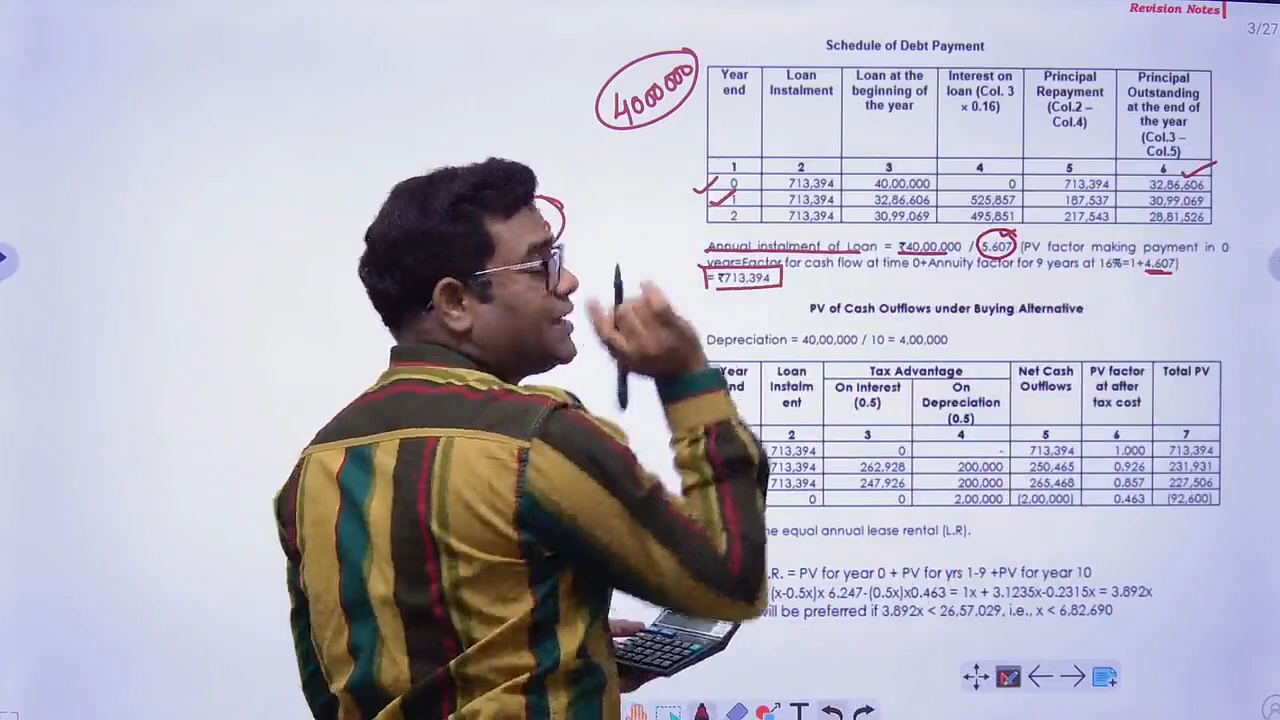 Revision Notes
3/27
Schedule of Debt Payment
4000000
Year end | Loan Instalment | Loan at the beginning of the year | Interest on loan (Col. 3 × 0.16) | Principal Repayment (Col.2 – Col.4) | Principal Outstanding at the end of the year (Col.3 – Col.5)
1 | 2 | 3 | 4 | 5 | 6
0 | 713,394 | 40,00,000 | 0 | 713,394 | 32,86,606
1 | 713,394 | 32,86,606 | 525,857 | 187,537 | 30,99,069
2 | 713,394 | 30,99,069 | 495,851 | 217,543 | 28,81,526
Annual instalment of Loan = ₹40,00,000 / 5.607 (PV factor making payment in 0
year=Factor for cash flow at time 0+Annuity factor for 9 years at 16%=1+4.607)
= ₹713,394
PV of Cash Outflows under Buying Alternative
Depreciation = 40,00,000 / 10 = 4,00,000
Year nd | Loan Instalm ent | Tax Advantage | Net Cash Outflows | PV factor at after tax cost | Total PV
On Interest (0.5) | On Depreciation (0.5)
2 | 3 | 4 | 5 | 6 | 7
713,394 | 0 | - | 713,394 | 1.000 | 713,394
713,394 | 262,928 | 200,000 | 250,465 | 0.926 | 231,931
713,394 | 247,926 | 200,000 | 265,468 | 0.857 | 227,506
0 | 0 | 2,00,000 | (2,00,000) | 0.463 | (92,600)
e equal annual lease rental (L.R).
.R. = PV for year 0 + PV for yrs 1-9 +PV for year 10
(x-0.5x)x 6.247-(0.5x)x0.463 = 1x + 3.1235x-0.2315x = 3.892x
ill be preferred if 3.892x < 26,57,029, i.e., x < 6,82,690
T